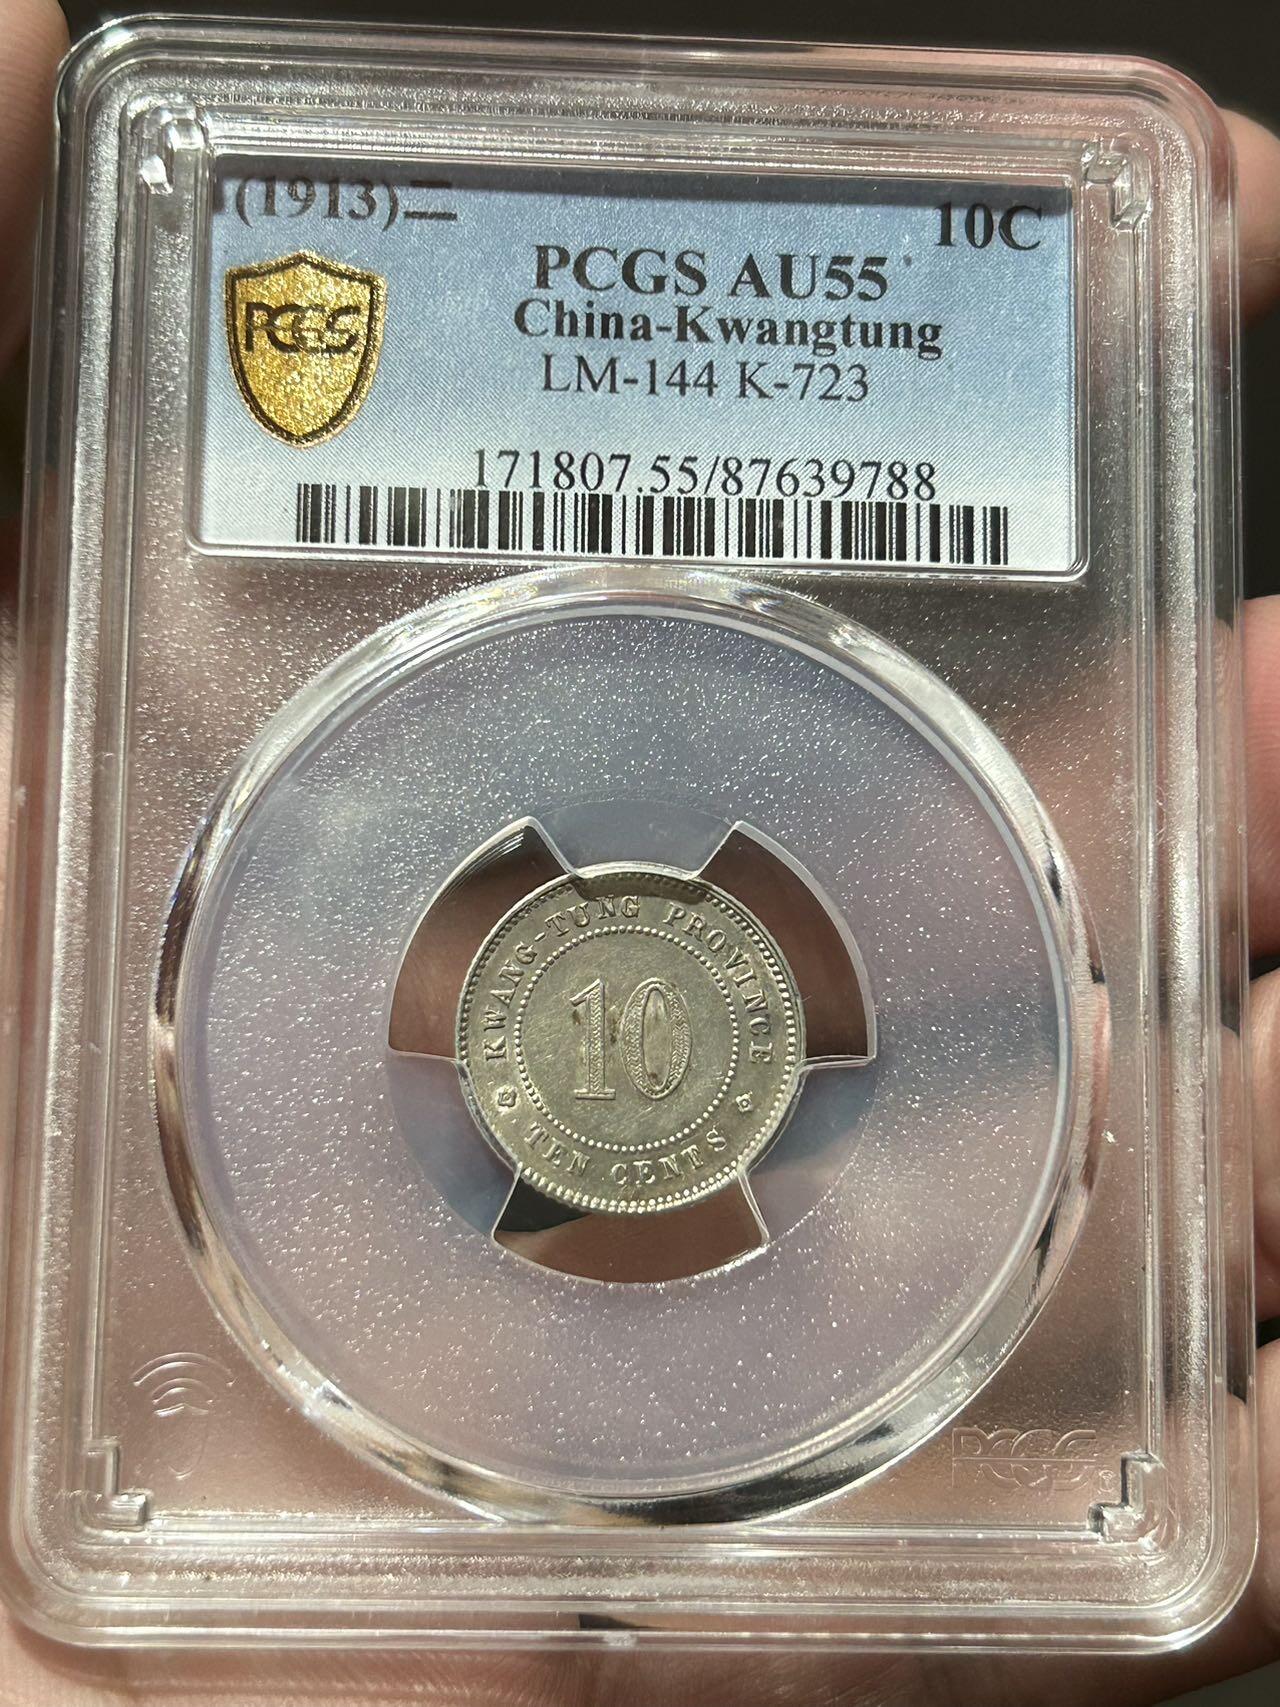 (1913)二 10C
PCGS AU55
China-Kwangtung
LM-144 K-723
171807.55/87639788
PCGS
KWANG-TUNG PROVINCE
10
TEN CENTS
PCGS